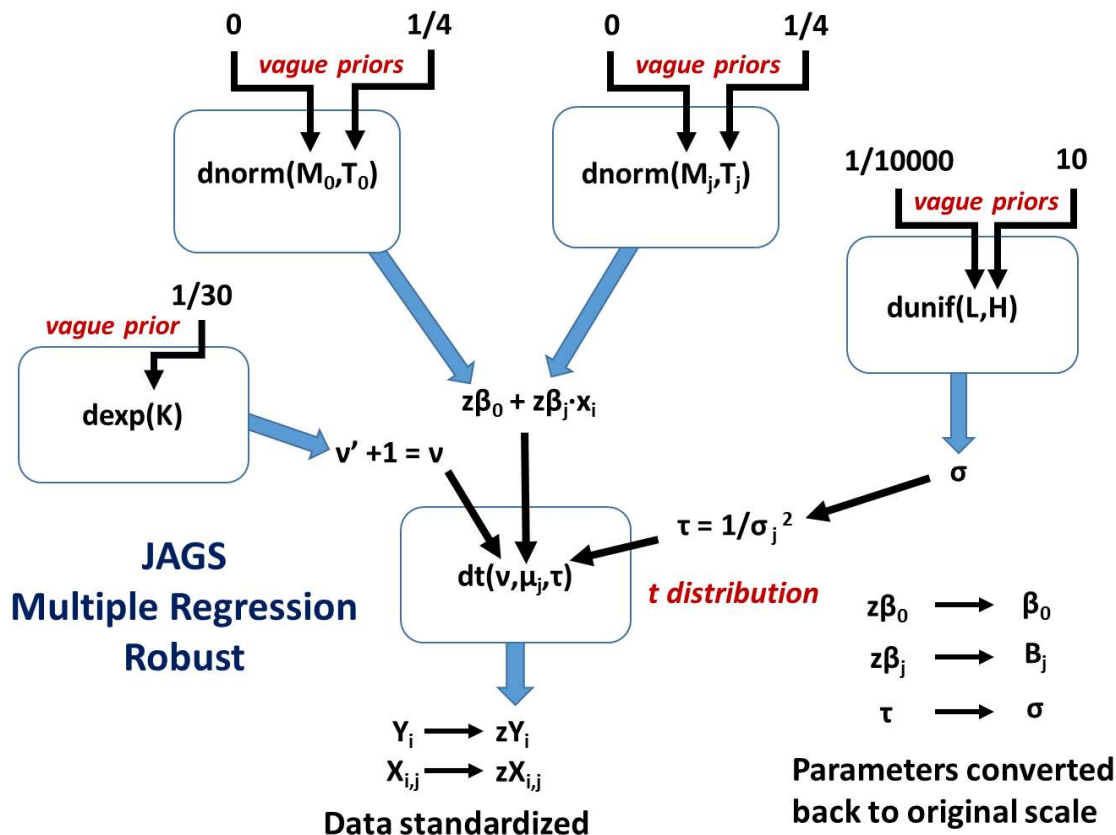 0 1/4
vague priors
dnorm(M₀,T₀)
0 1/4
vague priors
dnorm(Mⱼ,Tⱼ)
1/10000 10
vague priors
dunif(L,H)
1/30
vague prior
dexp(K)
zβ₀ + zβⱼ·xᵢ
ν' +1 = ν
σ
τ = 1/σⱼ²
dt(ν,μⱼ,τ)
t distribution
JAGS
Multiple Regression
Robust
zβ₀ → β₀
zβⱼ → Bⱼ
τ → σ
Parameters converted
back to original scale
Yᵢ → zYᵢ
Xᵢ,ⱼ → zXᵢ,ⱼ
Data standardized